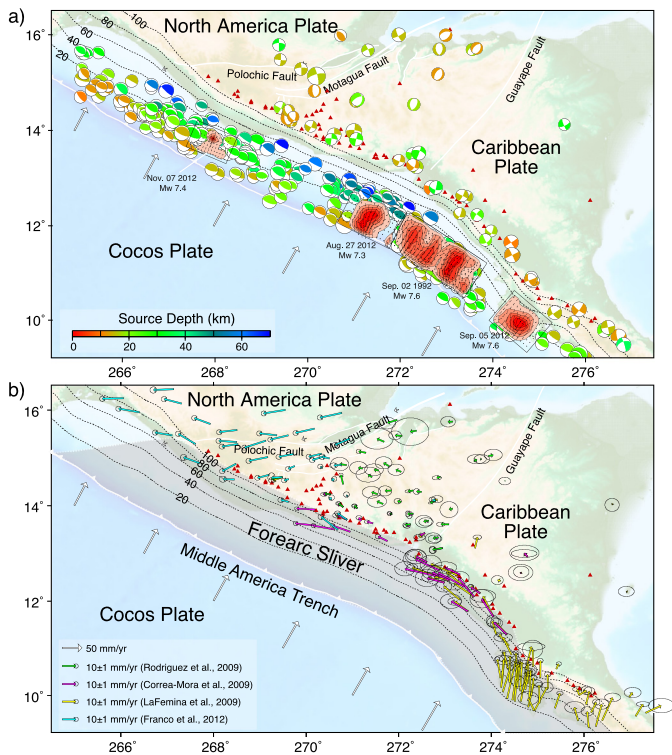 a)
North America Plate
16°
14°
12°
10°
20
40
60
80
100
Polochic Fault
Motagua Fault
Guayape Fault
Caribbean
Plate
Nov. 07 2012
Mw 7.4
Aug. 27 2012
Mw 7.3
Cocos Plate
Sep. 02 1992
Mw 7.6
Sep. 05 2012
Mw 7.6
Source Depth (km)
0
20
40
60
266
268
270
272
274
276
b)
North America Plate
16°
14°
12°
10°
100
80
60
40
20
Polochic Fault
Motagua Fault
Guayape Fault
Caribbean
Plate
Forearc Sliver
Middle America Trench
Cocos Plate
50 mm/yr
10±1 mm/yr (Rodriguez et al., 2009)
10±1 mm/yr (Correa-Mora et al., 2009)
10±1 mm/yr (LaFemina et al., 2009)
10±1 mm/yr (Franco et al., 2012)
266
268
270
272
274
276